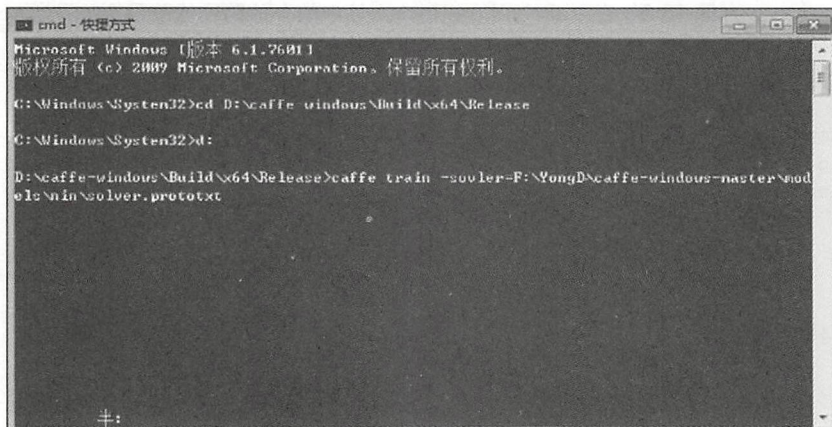 cmd - 快捷方式
Microsoft Windows [版本 6.1.7601]
版权所有 (c) 2009 Microsoft Corporation。保留所有权利。
C:\Windows\System32>cd D:\caffe-windows\Build\x64\Release
C:\Windows\System32>d:
D:\caffe-windows\Build\x64\Release>caffe train -sovler=F:\YongD\caffe-windows-master\mod
els\nin\solver.prototxt
半: